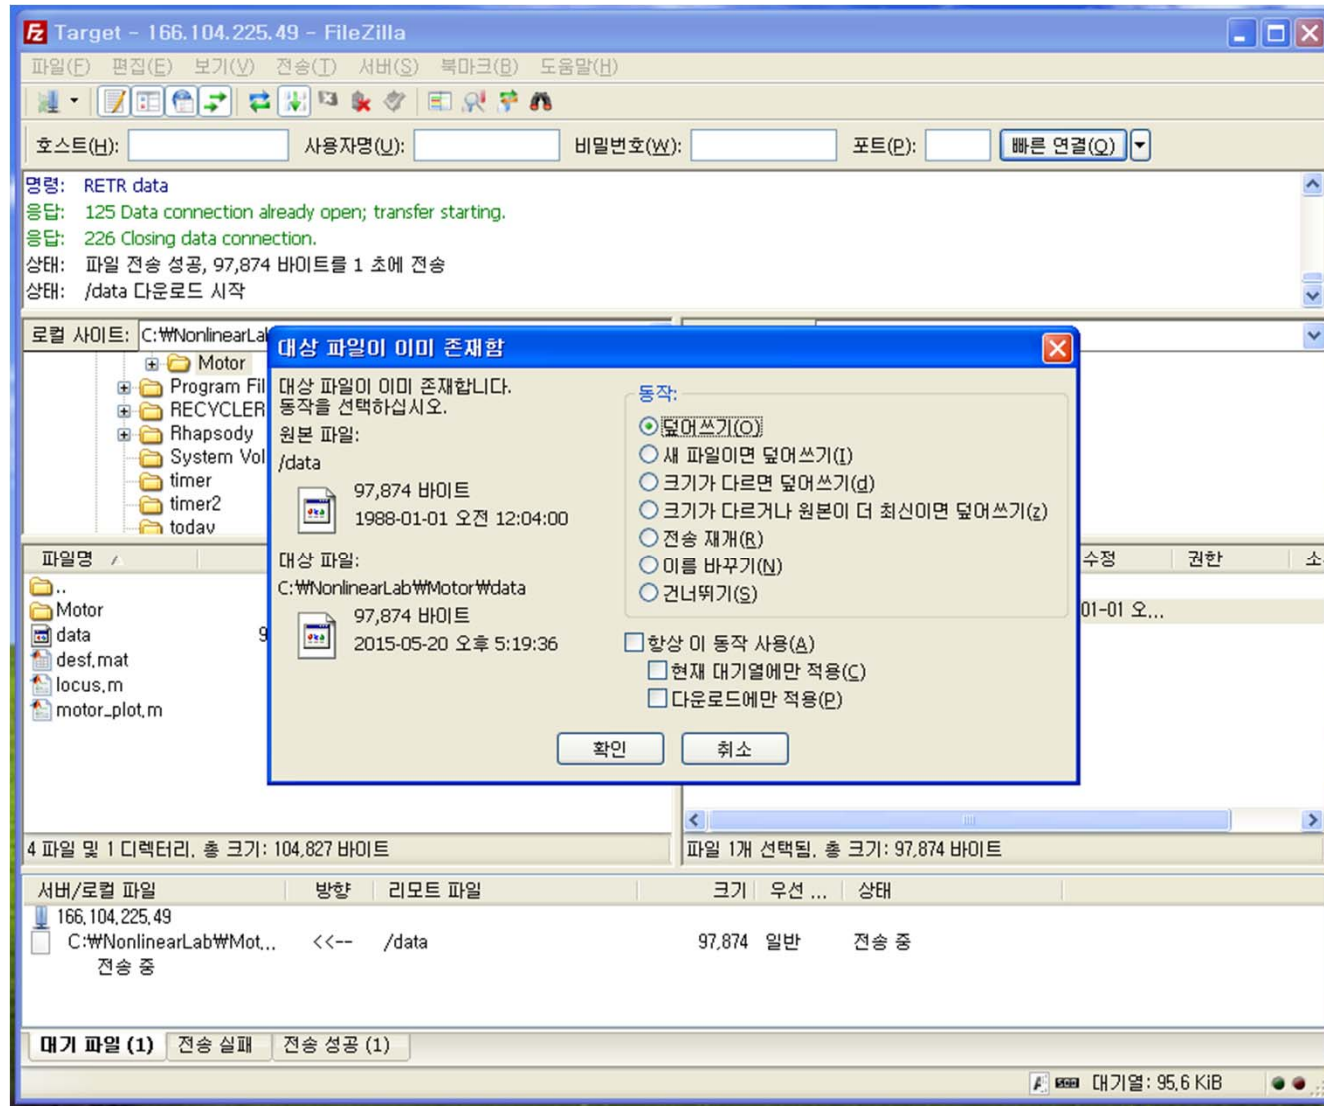 Target - 166.104.225.49 - FileZilla
파일(F) 편집(E) 보기(V) 전송(T) 서버(S) 북마크(B) 도움말(H)
호스트(H): 사용자명(U): 비밀번호(W): 포트(P): 빠른 연결(Q)
명령: RETR data
응답: 125 Data connection already open; transfer starting.
응답: 226 Closing data connection.
상태: 파일 전송 성공, 97,874 바이트를 1 초에 전송
상태: /data 다운로드 시작
로컬 사이트: C:₩NonlinearLa
Motor
Program Fil
RECYCLER
Rhapsody
System Vol
timer
timer2
today
대상 파일이 이미 존재함
대상 파일이 이미 존재합니다.
동작을 선택하십시오.
원본 파일:
/data
97,874 바이트
1988-01-01 오전 12:04:00
대상 파일:
C:₩NonlinearLab₩Motor₩data
97,874 바이트
2015-05-20 오후 5:19:36
동작:
덮어쓰기(O)
새 파일이면 덮어쓰기(I)
크기가 다르면 덮어쓰기(d)
크기가 다르거나 원본이 더 최신이면 덮어쓰기(z)
전송 재개(R)
이름 바꾸기(N)
건너뛰기(S)
항상 이 동작 사용(A)
현재 대기열에만 적용(C)
다운로드에만 적용(P)
확인 취소
파일명
..
Motor
data 9
desf.mat
locus.m
motor_plot.m
수정 권한 소
01-01 오...
4 파일 및 1 디렉터리. 총 크기: 104,827 바이트
파일 1개 선택됨. 총 크기: 97,874 바이트
서버/로컬 파일 방향 리모트 파일 크기 우선 ... 상태
166.104.225.49
C:₩NonlinearLab₩Mot... <<-- /data 97,874 일반 전송 중
전송 중
대기 파일 (1) 전송 실패 전송 성공 (1)
대기열: 95.6 KiB